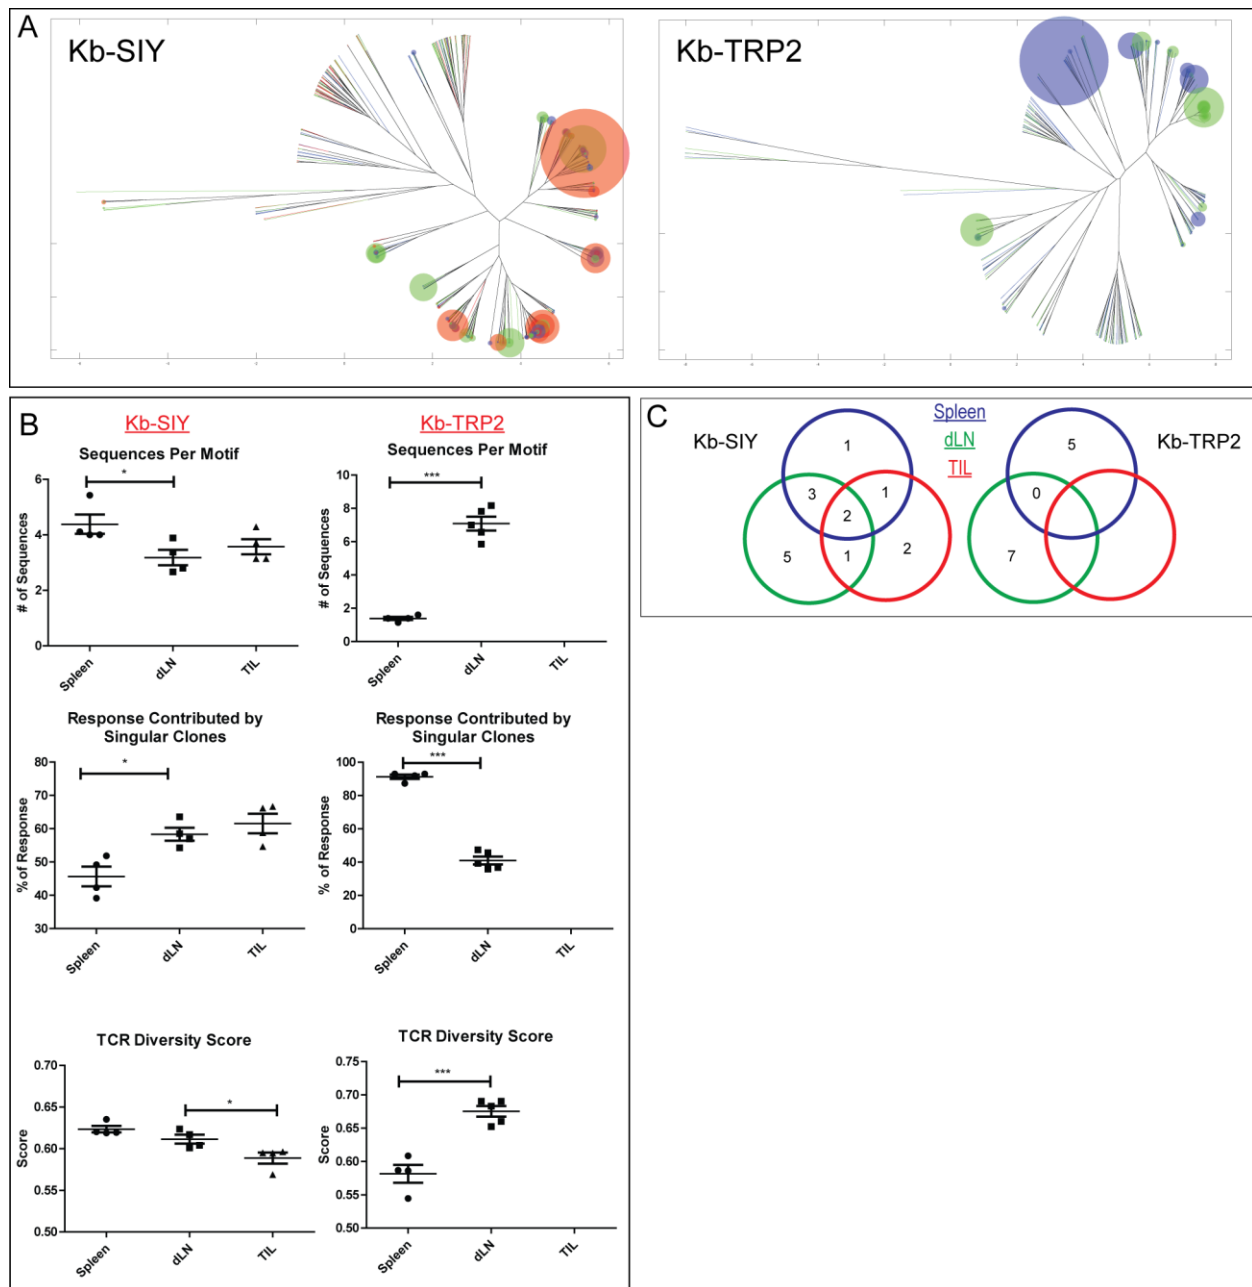 A
Kb-SIY
Kb-TRP2
B
Kb-SIY
Kb-TRP2
Sequences Per Motif
Sequences Per Motif
# of Sequences
6
4
2
0
*
Spleen
dLN
TIL
# of Sequences
10
8
6
4
2
0
***
Spleen
dLN
TIL
Response Contributed by
Singular Clones
Response Contributed by
Singular Clones
% of Response
80
70
60
50
40
30
*
Spleen
dLN
TIL
% of Response
100
80
60
40
20
0
***
Spleen
dLN
TIL
TCR Diversity Score
TCR Diversity Score
Score
0.70
0.65
0.60
0.55
0.50
*
Spleen
dLN
TIL
Score
0.75
0.70
0.65
0.60
0.55
0.50
***
Spleen
dLN
TIL
C
Kb-SIY
Spleen
dLN
TIL
Kb-TRP2
1
3
1
2
5
1
2
5
0
7